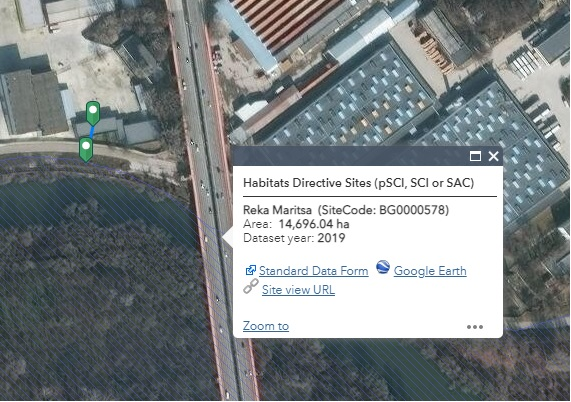 Habitats Directive Sites (pSCI, SCI or SAC)
Reka Maritsa (SiteCode: BG0000578)
Area: 14,696.04 ha
Dataset year: 2019
Standard Data Form Google Earth
Site view URL
Zoom to